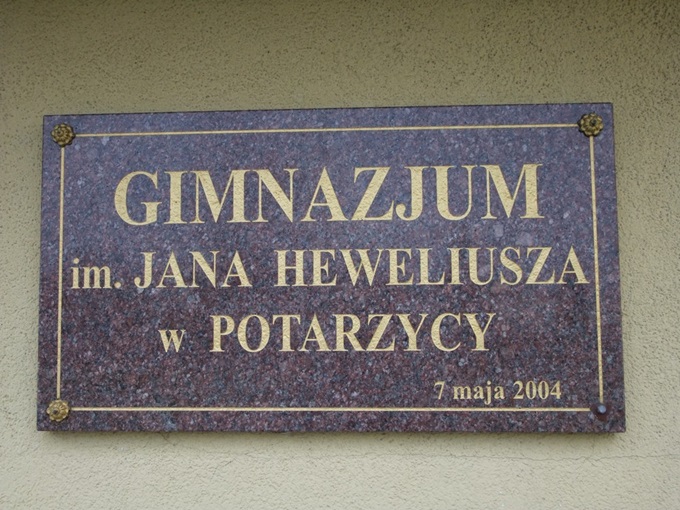 GIMNAZJUM
im. JANA HEWELIUSZA
w POTARZYCY
7 maja 2004